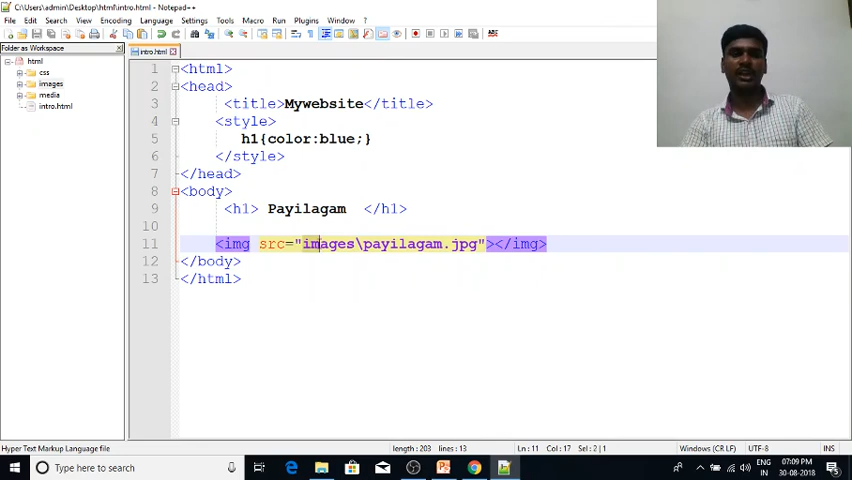 C:\Users\admin\Desktop\html\intro.html - Notepad++
File Edit Search View Encoding Language Settings Tools Macro Run Plugins Window ?
Folder as Workspace
intro.html
html
css
images
media
intro.html
1 <html>
2 <head>
3 <title>Mywebsite</title>
4 <style>
5 h1{color:blue;}
6 </style>
7 </head>
8 <body>
9 <h1> Payilagam </h1>
10
11 <img src="images\payilagam.jpg"></img>
12 </body>
13 </html>
Hyper Text Markup Language file length : 203 lines : 13 Ln : 11 Col : 17 Sel : 2 | 1 Windows (CR LF) UTF-8 INS
Type here to search
ENG
IN
07:09 PM
30-08-2018
5